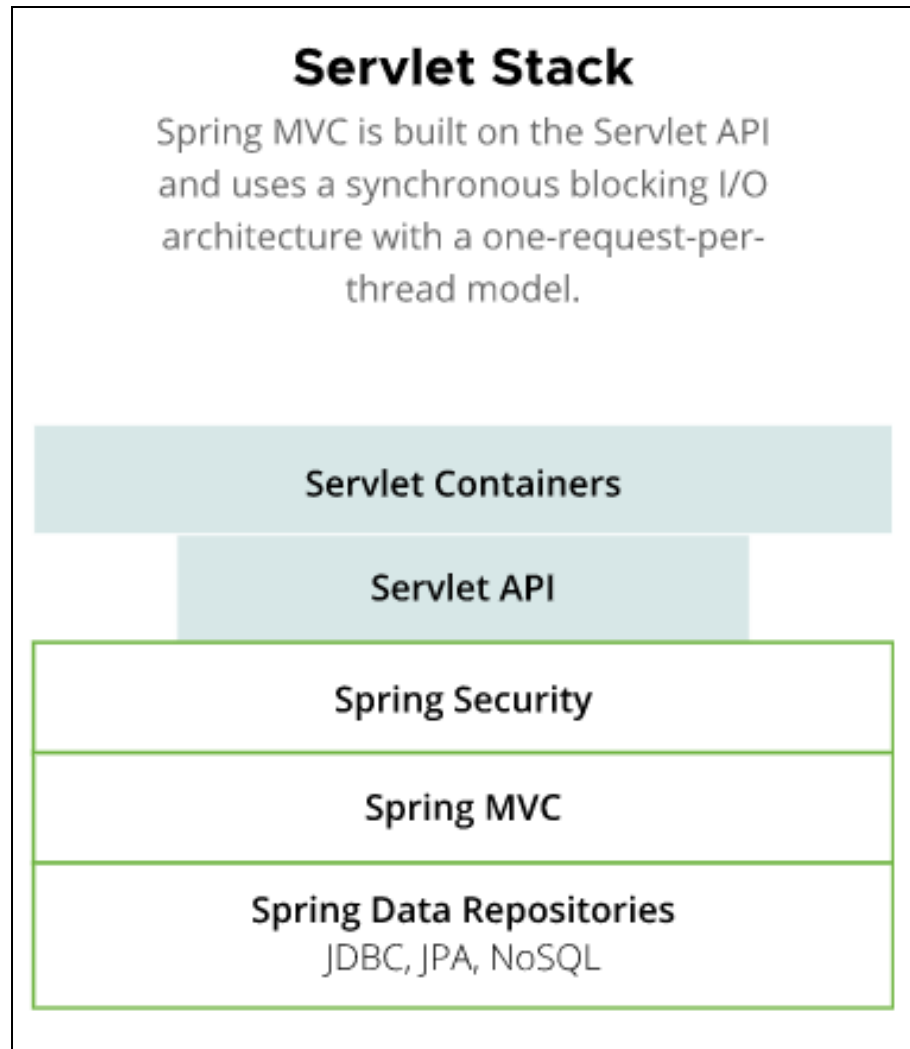 Servlet Stack
Spring MVC is built on the Servlet API
and uses a synchronous blocking I/O
architecture with a one-request-per-
thread model.
Servlet Containers
Servlet API
Spring Security
Spring MVC
Spring Data Repositories
JDBC, JPA, NoSQL